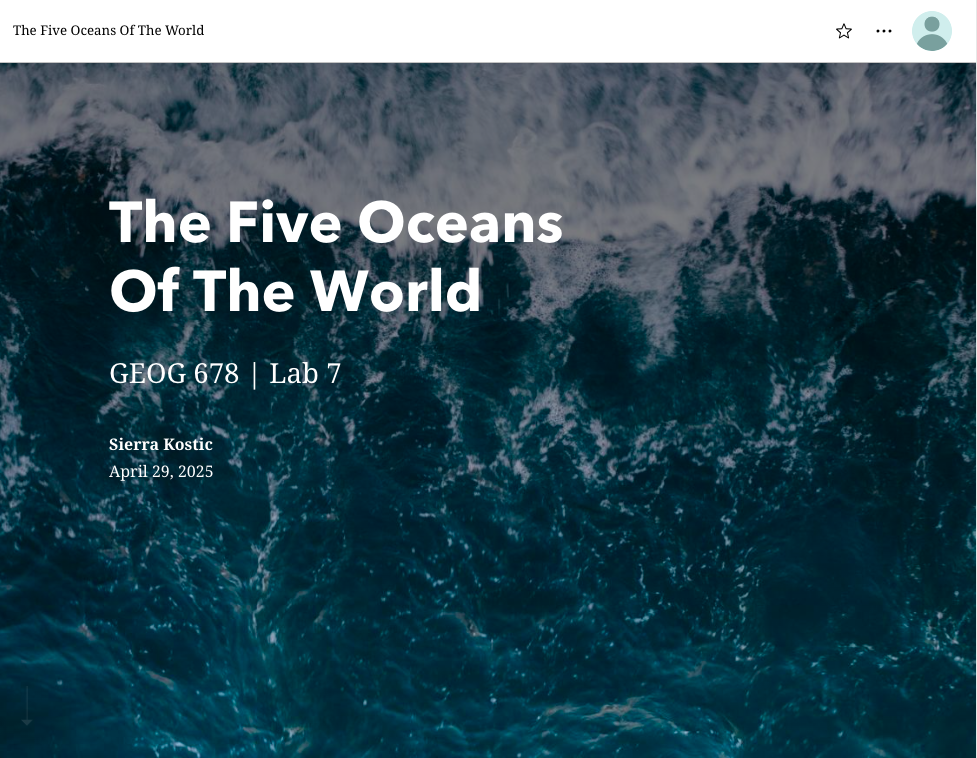 The Five Oceans Of The World
The Five Oceans
Of The World
GEOG 678 | Lab 7
Sierra Kostic
April 29, 2025